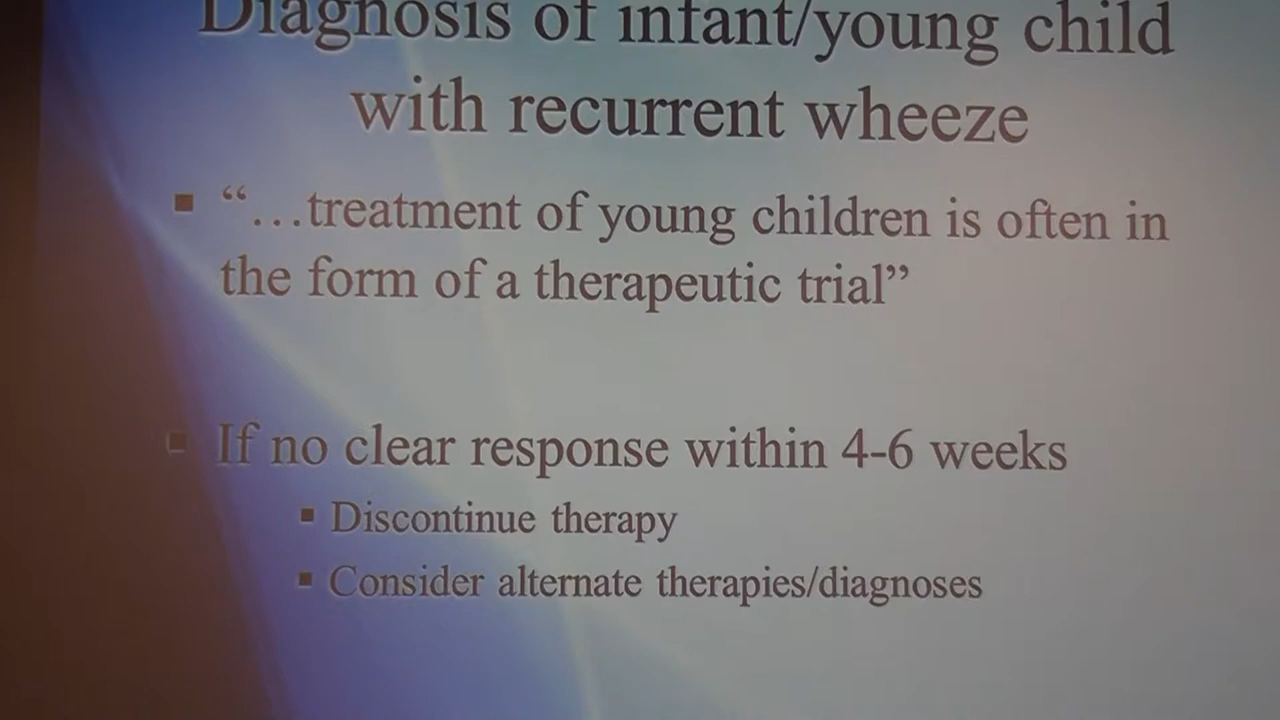 Diagnosis of infant/young child
with recurrent wheeze
▪ “…treatment of young children is often in
the form of a therapeutic trial”
▪ If no clear response within 4-6 weeks
▪ Discontinue therapy
▪ Consider alternate therapies/diagnoses